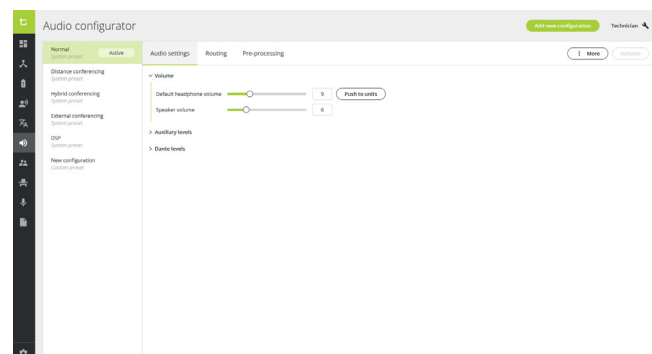 Audio configurator
Add new configuration
Technician
Normal
System preset
Active
Distance conferencing
System preset
Hybrid conferencing
System preset
External conferencing
System preset
DSP
System preset
New configuration
Custom preset
Audio settings
Routing
Pre-processing
More
Activate
Volume
Default headphone volume
9
Push to units
Speaker volume
6
Auxiliary levels
Dante levels